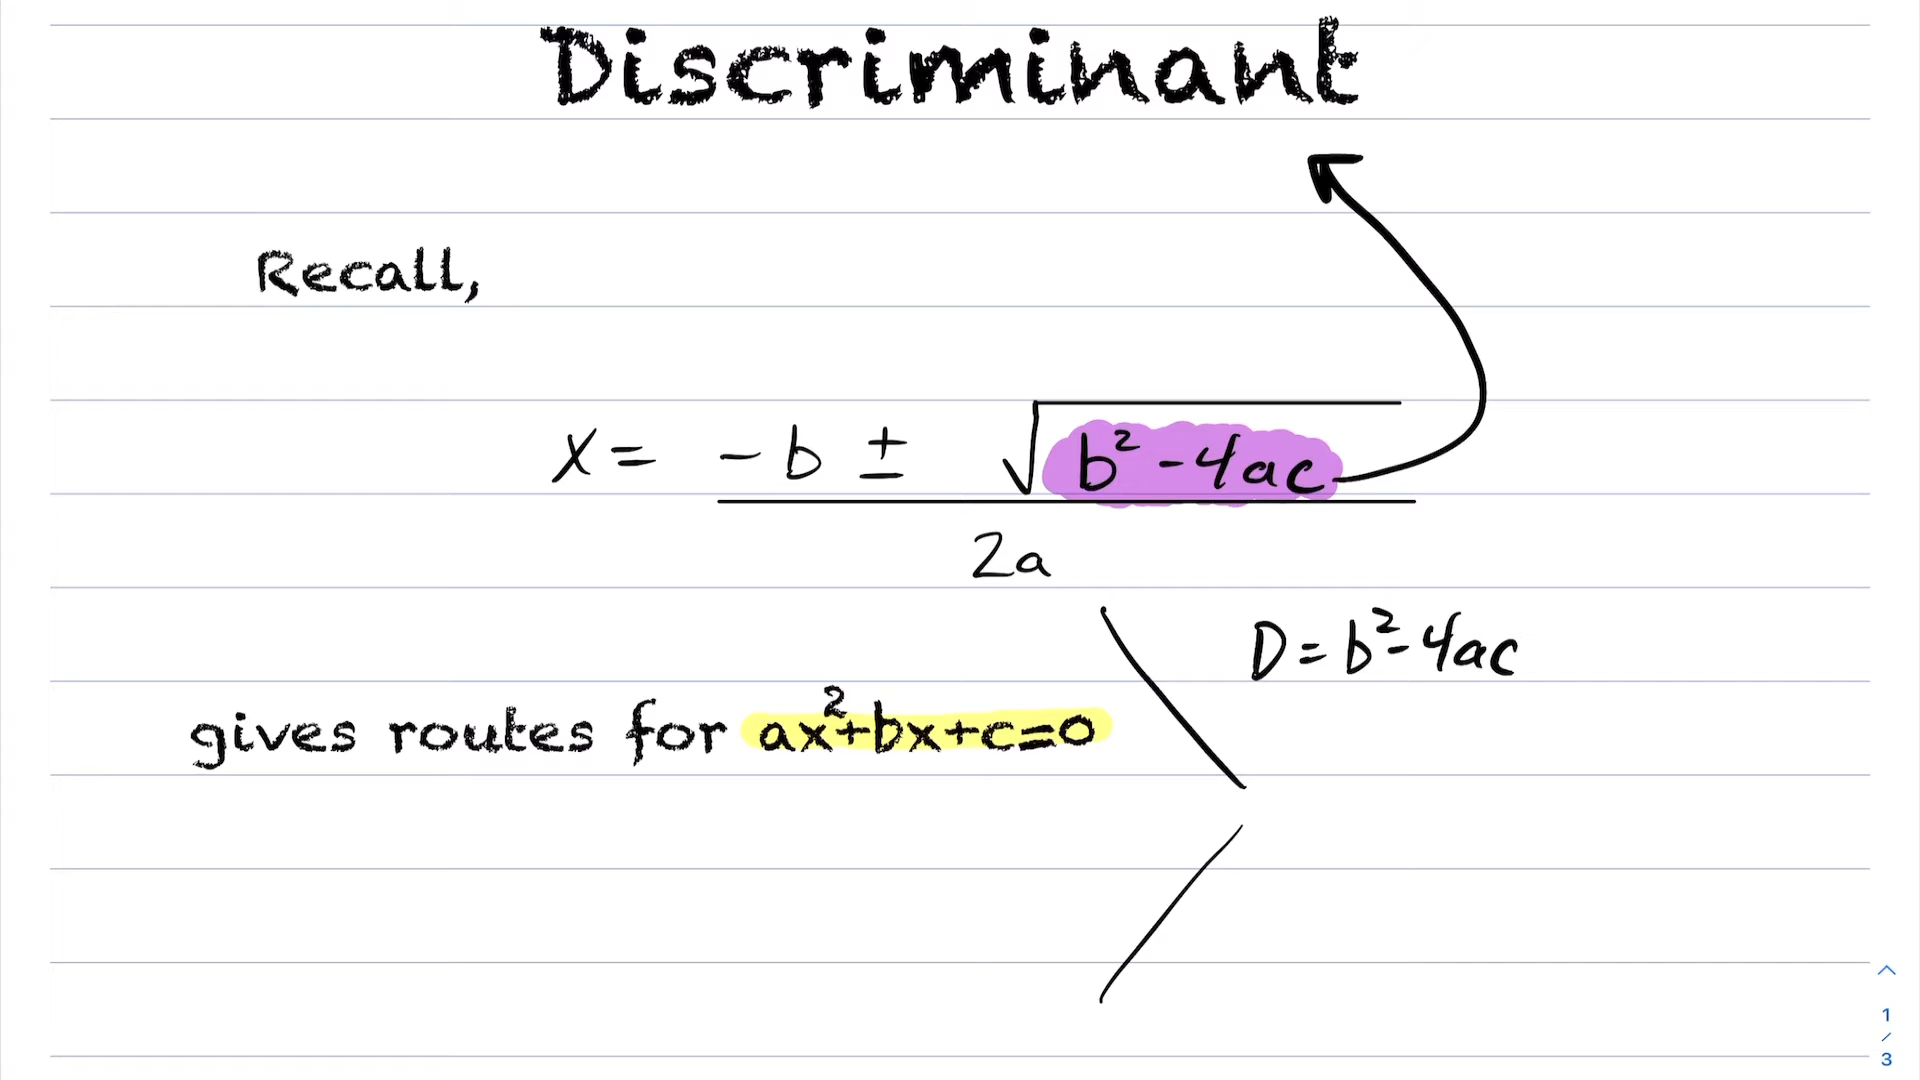 Discriminant
Recall,
x = -b ± √b² - 4ac
2a
D = b² - 4ac
gives routes for ax²+bx+c=0
1
/
3